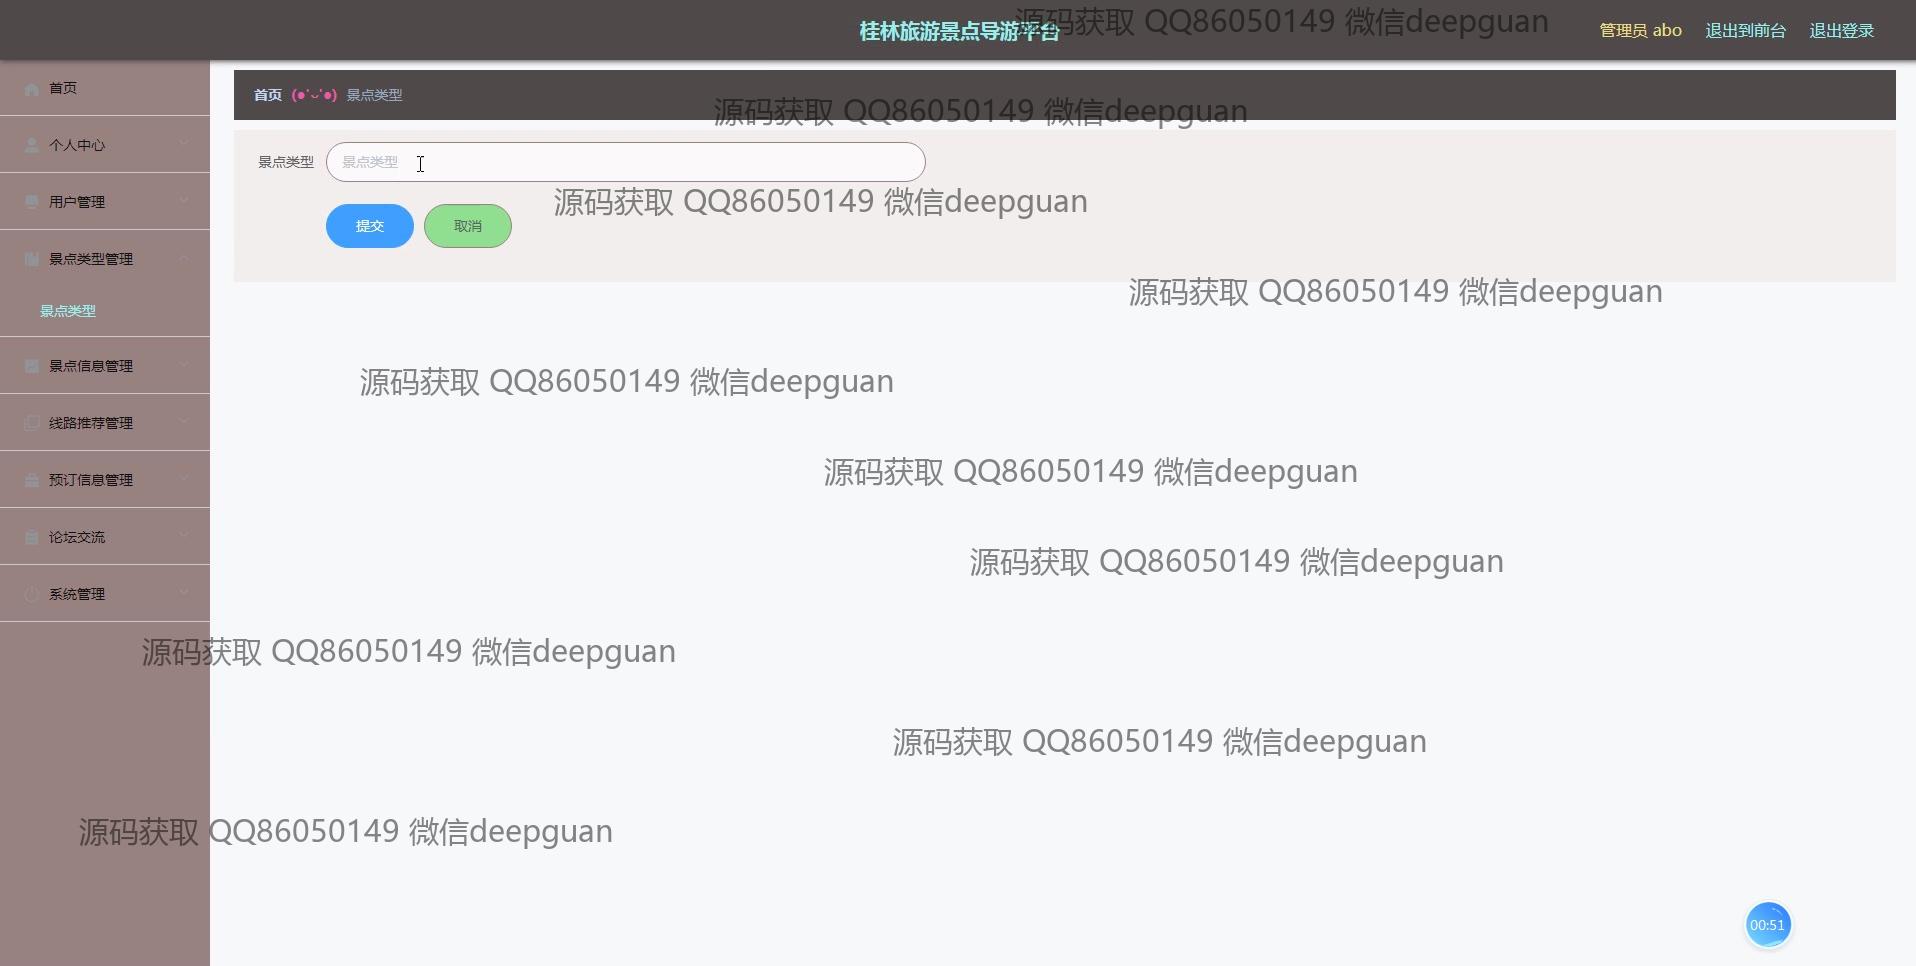 桂林旅游景点导游平台
源码获取 QQ86050149 微信deepguan
管理员 abo
退出到前台
退出登录
首页
个人中心
用户管理
景点类型管理
景点类型
景点信息管理
线路推荐管理
预订信息管理
论坛交流
系统管理
首页 (●'◡'●) 景点类型
源码获取 QQ86050149 微信deepguan
景点类型
景点类型
源码获取 QQ86050149 微信deepguan
提交
取消
源码获取 QQ86050149 微信deepguan
源码获取 QQ86050149 微信deepguan
源码获取 QQ86050149 微信deepguan
源码获取 QQ86050149 微信deepguan
源码获取 QQ86050149 微信deepguan
源码获取 QQ86050149 微信deepguan
源码获取 QQ86050149 微信deepguan
00:51